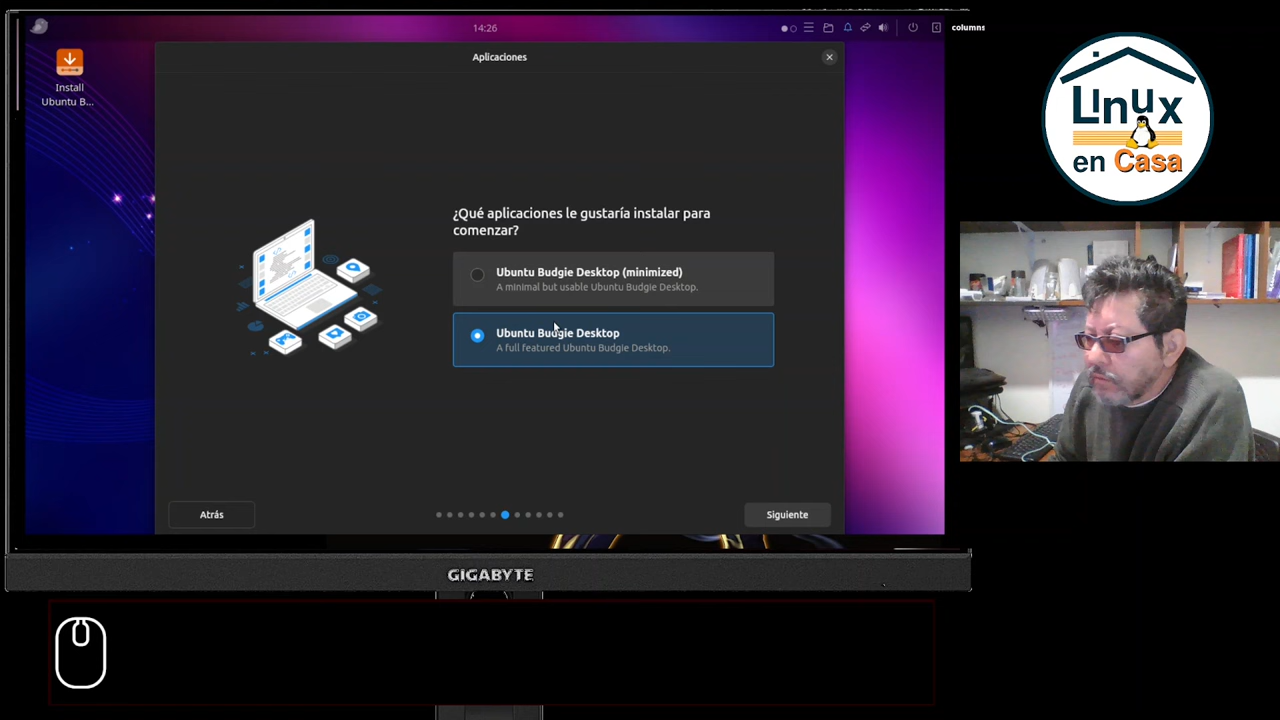 14:26
columns
Install
Ubuntu B...
Aplicaciones
¿Qué aplicaciones le gustaría instalar para
comenzar?
Ubuntu Budgie Desktop (minimized)
A minimal but usable Ubuntu Budgie Desktop.
Ubuntu Budgie Desktop
A full featured Ubuntu Budgie Desktop.
Atrás
Siguiente
GIGABYTE
Linux
en Casa